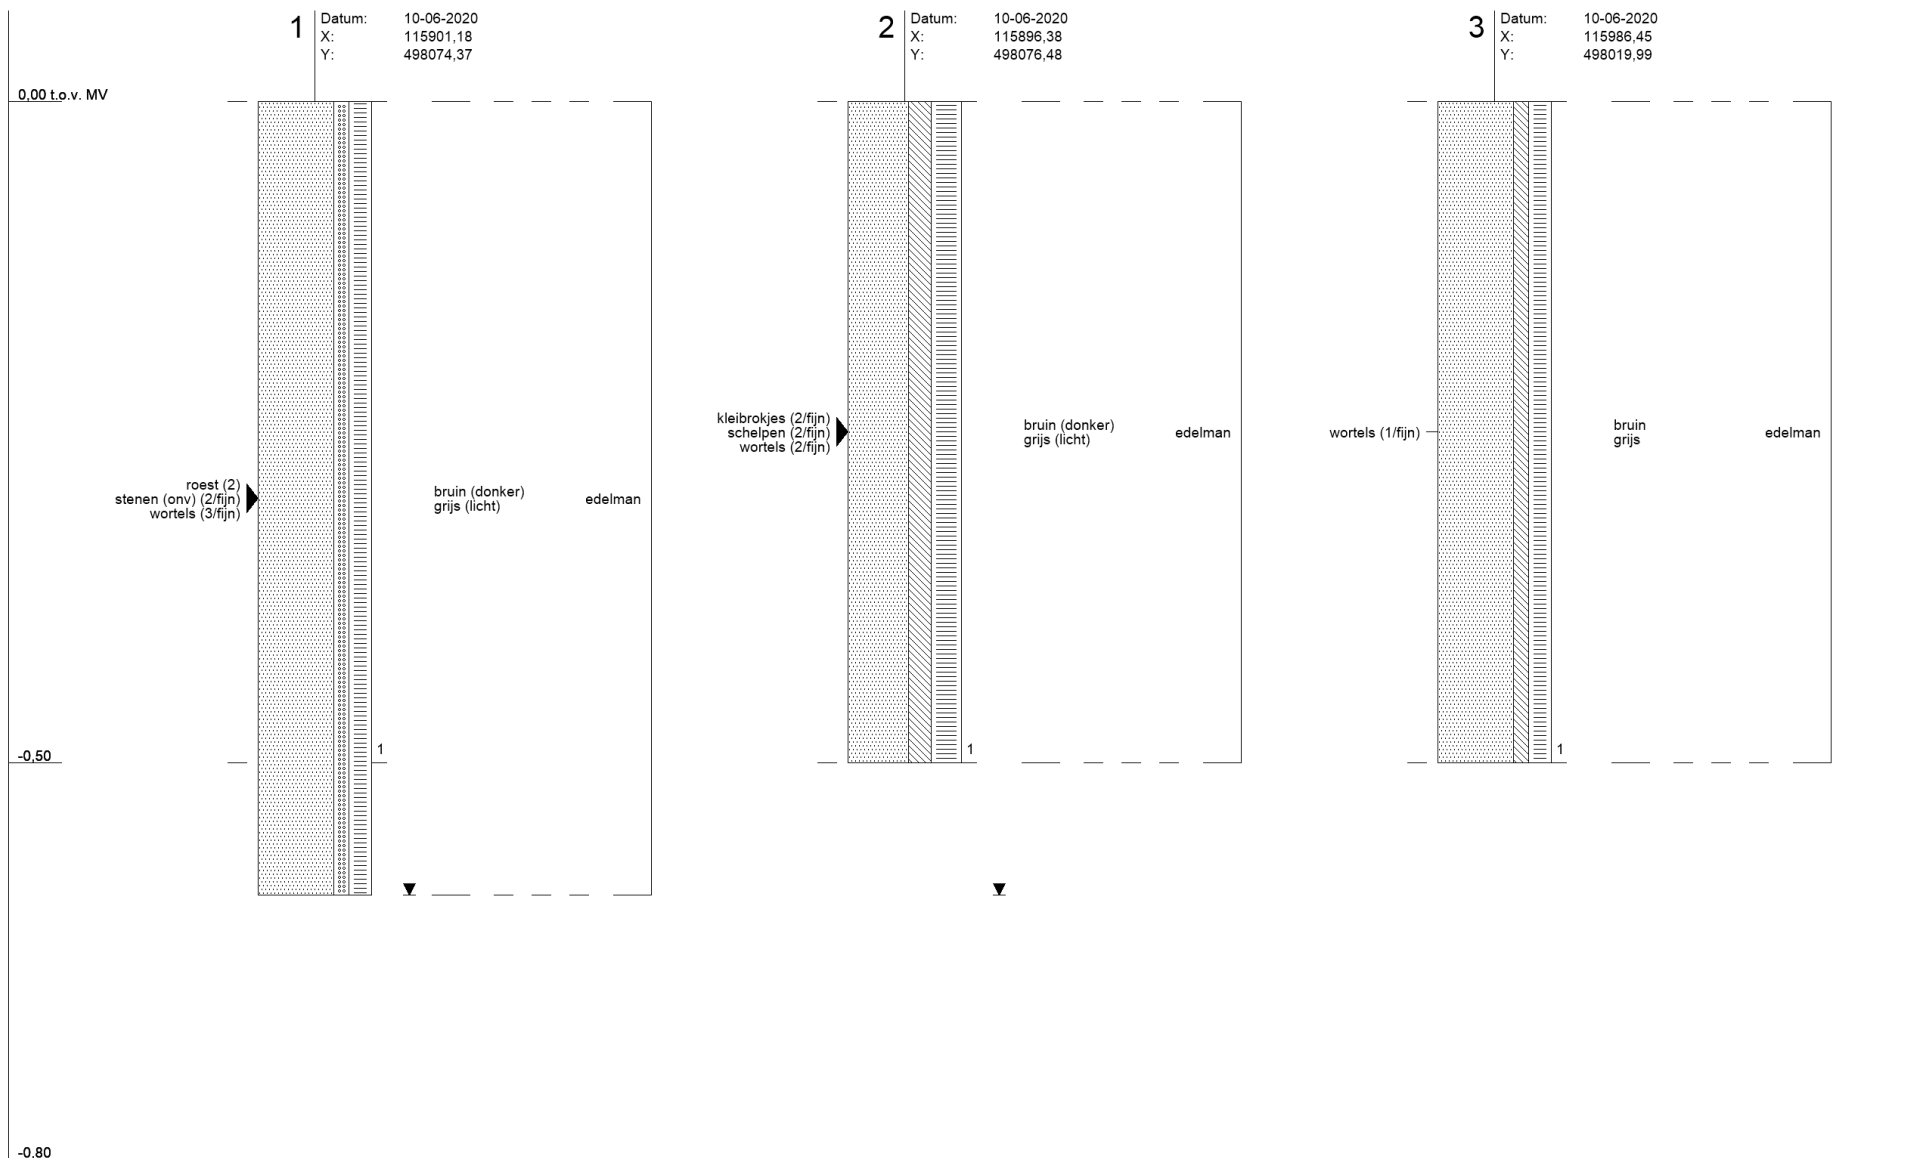 1
Datum: 10-06-2020
X: 115901,18
Y: 498074,37
2
Datum: 10-06-2020
X: 115896,38
Y: 498076,48
3
Datum: 10-06-2020
X: 115986,45
Y: 498019,99
0,00 t.o.v. MV
roest (2)
stenen (onv) (2/fijn)
wortels (3/fijn)
bruin (donker)
grijs (licht)
edelman
1
kleibrokjes (2/fijn)
schelpen (2/fijn)
wortels (2/fijn)
bruin (donker)
grijs (licht)
edelman
1
wortels (1/fijn)
bruin
grijs
edelman
1
-0,50
-0,80